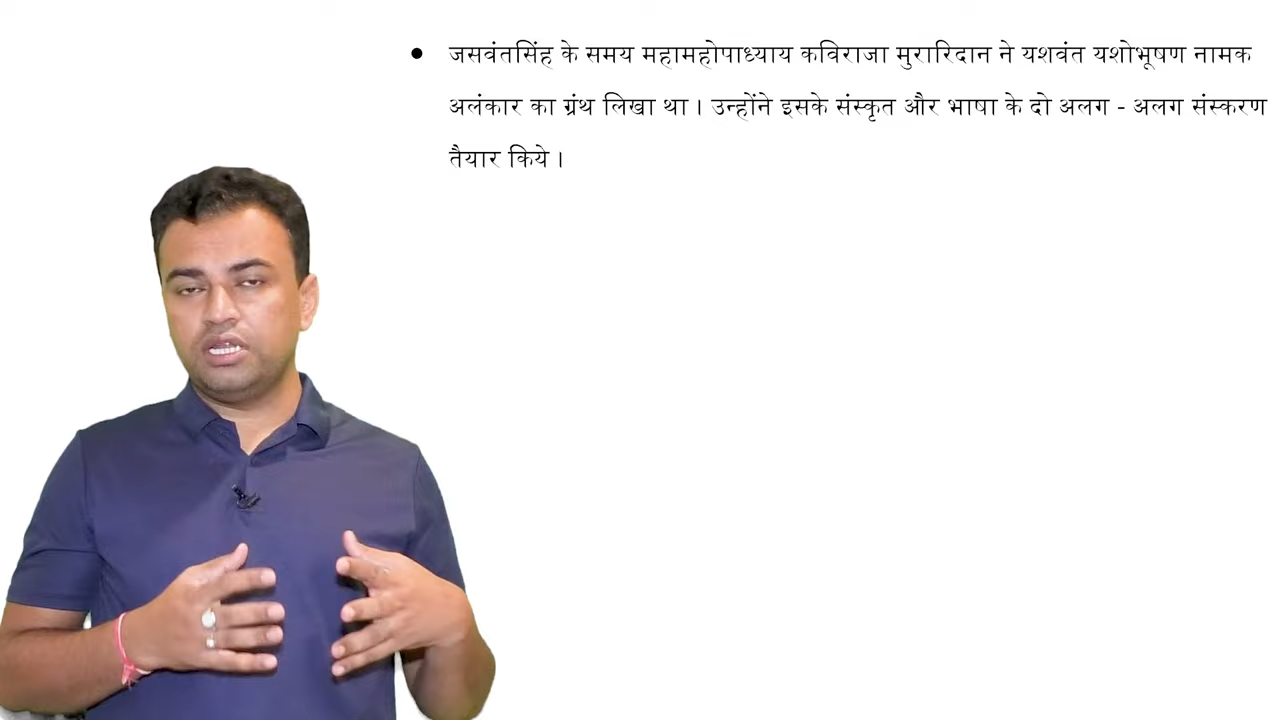 • जसवंतसिंह के समय महामहोपाध्याय कविराजा मुरारिदान ने यशवंत यशोभूषण नामक
अलंकार का ग्रंथ लिखा था । उन्होंने इसके संस्कृत और भाषा के दो अलग - अलग संस्करण
तैयार किये ।